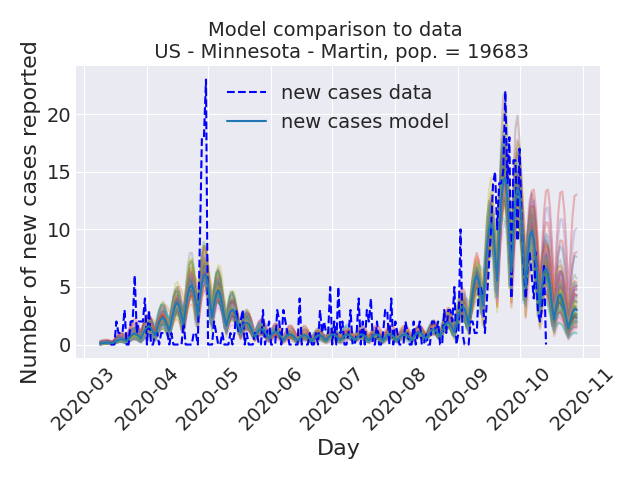 Model comparison to data
US - Minnesota - Martin, pop. = 19683
Number of new cases reported
20
15
10
5
0
new cases data
new cases model
2020-03
2020-04
2020-05
2020-06
2020-07
2020-08
2020-09
2020-10
2020-11
Day